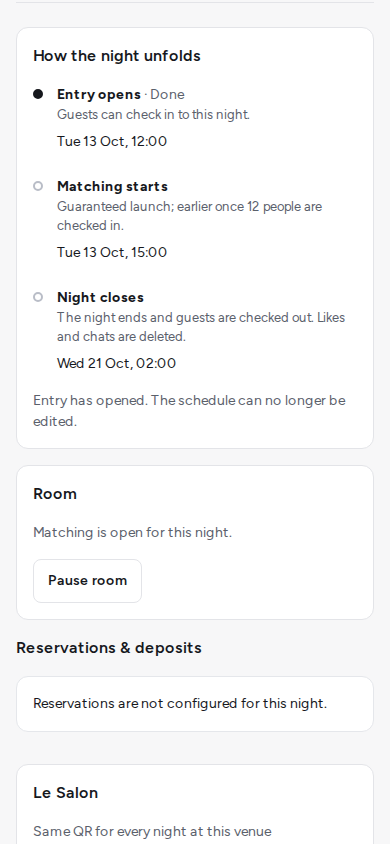 How the night unfolds
Entry opens · Done
Guests can check in to this night.
Tue 13 Oct, 12:00
Matching starts
Guaranteed launch; earlier once 12 people are
checked in.
Tue 13 Oct, 15:00
Night closes
The night ends and guests are checked out. Likes
and chats are deleted.
Wed 21 Oct, 02:00
Entry has opened. The schedule can no longer be
edited.
Room
Matching is open for this night.
Pause room
Reservations & deposits
Reservations are not configured for this night.
Le Salon
Same QR for every night at this venue